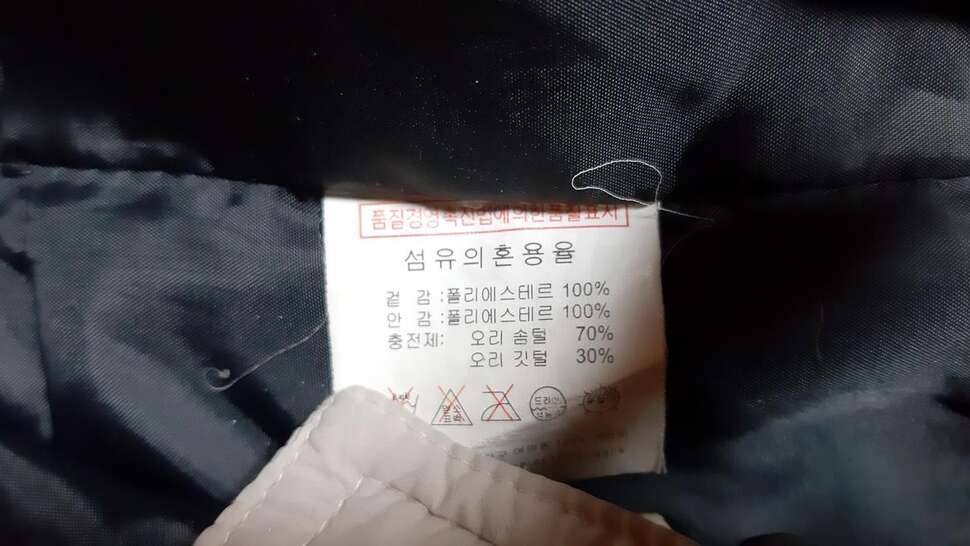 품질경영촉진법에의한품질표시
섬유의혼용율
겉 감 :폴리에스테르 100%
안 감 :폴리에스테르 100%
충전제: 오리 솜털 70%
오리 깃털 30%
드라이